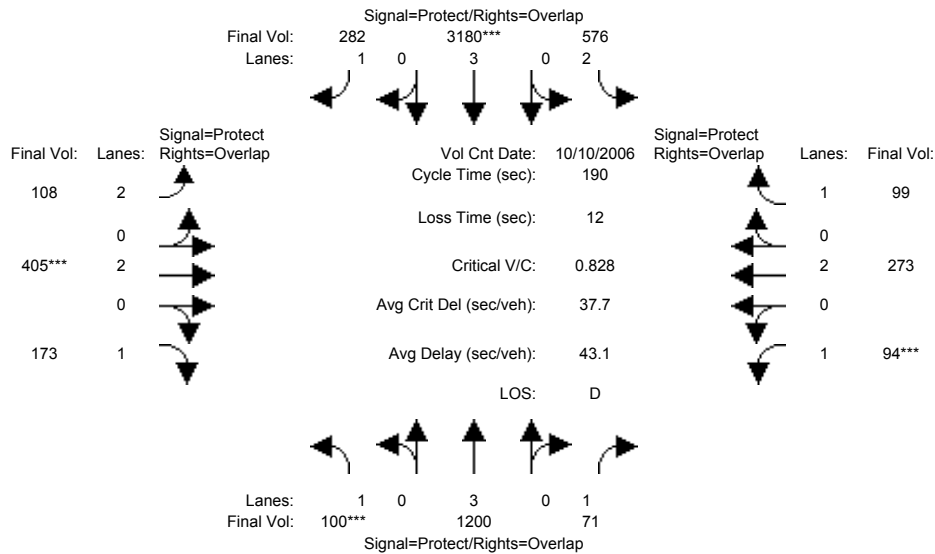 Signal=Protect/Rights=Overlap
Final Vol: 282 3180*** 576
Lanes: 1 0 3 0 2
Signal=Protect
Final Vol: Lanes: Rights=Overlap
Vol Cnt Date: 10/10/2006
Signal=Protect
Rights=Overlap Lanes: Final Vol:
Cycle Time (sec): 190
108 2
1 99
Loss Time (sec): 12
0
0
405*** 2
Critical V/C: 0.828
2 273
0
Avg Crit Del (sec/veh): 37.7
0
173 1
Avg Delay (sec/veh): 43.1
1 94***
LOS: D
Lanes: 1 0 3 0 1
Final Vol: 100*** 1200 71
Signal=Protect/Rights=Overlap